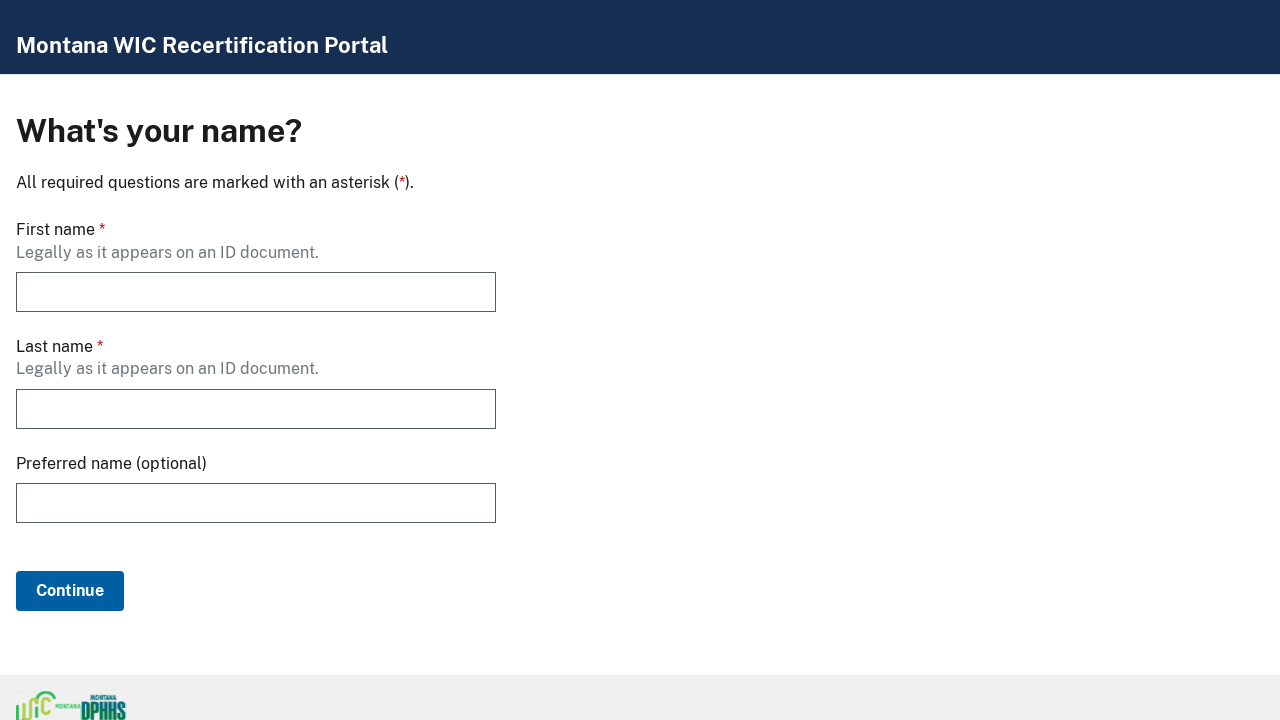 Montana WIC Recertification Portal
What's your name?
All required questions are marked with an asterisk (*).
First name *
Legally as it appears on an ID document.
Last name *
Legally as it appears on an ID document.
Preferred name (optional)
Continue
WIC MONTANA MONTANA
DPHHS